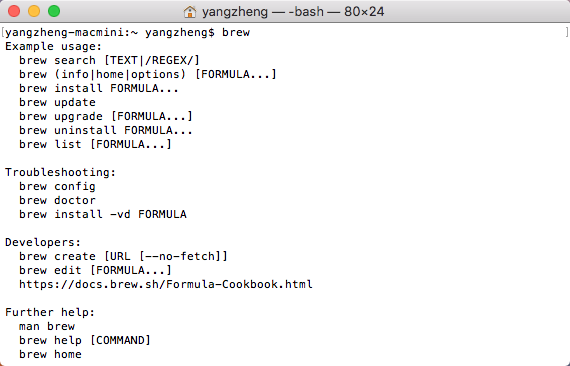 yangzheng — -bash — 80×24
[yangzheng-macmini:~ yangzheng$ brew ]
Example usage:
  brew search [TEXT|/REGEX/]
  brew (info|home|options) [FORMULA...]
  brew install FORMULA...
  brew update
  brew upgrade [FORMULA...]
  brew uninstall FORMULA...
  brew list [FORMULA...]

Troubleshooting:
  brew config
  brew doctor
  brew install -vd FORMULA

Developers:
  brew create [URL [--no-fetch]]
  brew edit [FORMULA...]
  https://docs.brew.sh/Formula-Cookbook.html

Further help:
  man brew
  brew help [COMMAND]
  brew home